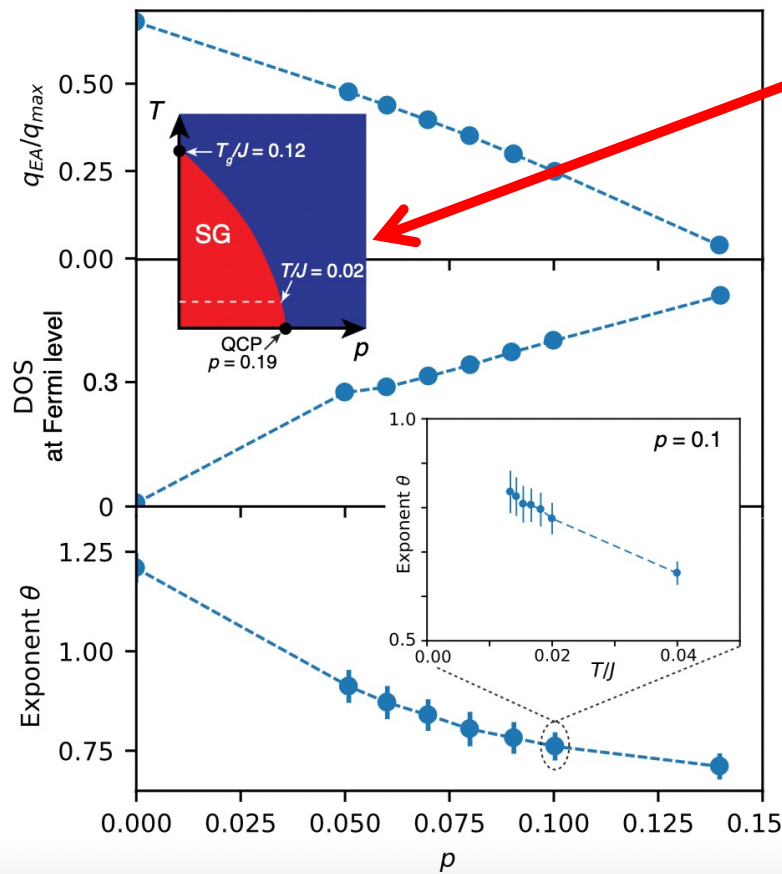 0.50
0.25
0.00
q_EA/q_max
T
T_g/J = 0.12
SG
T/J = 0.02
QCP
p = 0.19
p
0.3
0
DOS
at Fermi level
1.0
0.5
Exponent θ
p = 0.1
0.00
0.02
0.04
T/J
1.25
1.00
0.75
Exponent θ
0.000
0.025
0.050
0.075
0.100
0.125
0.15
p